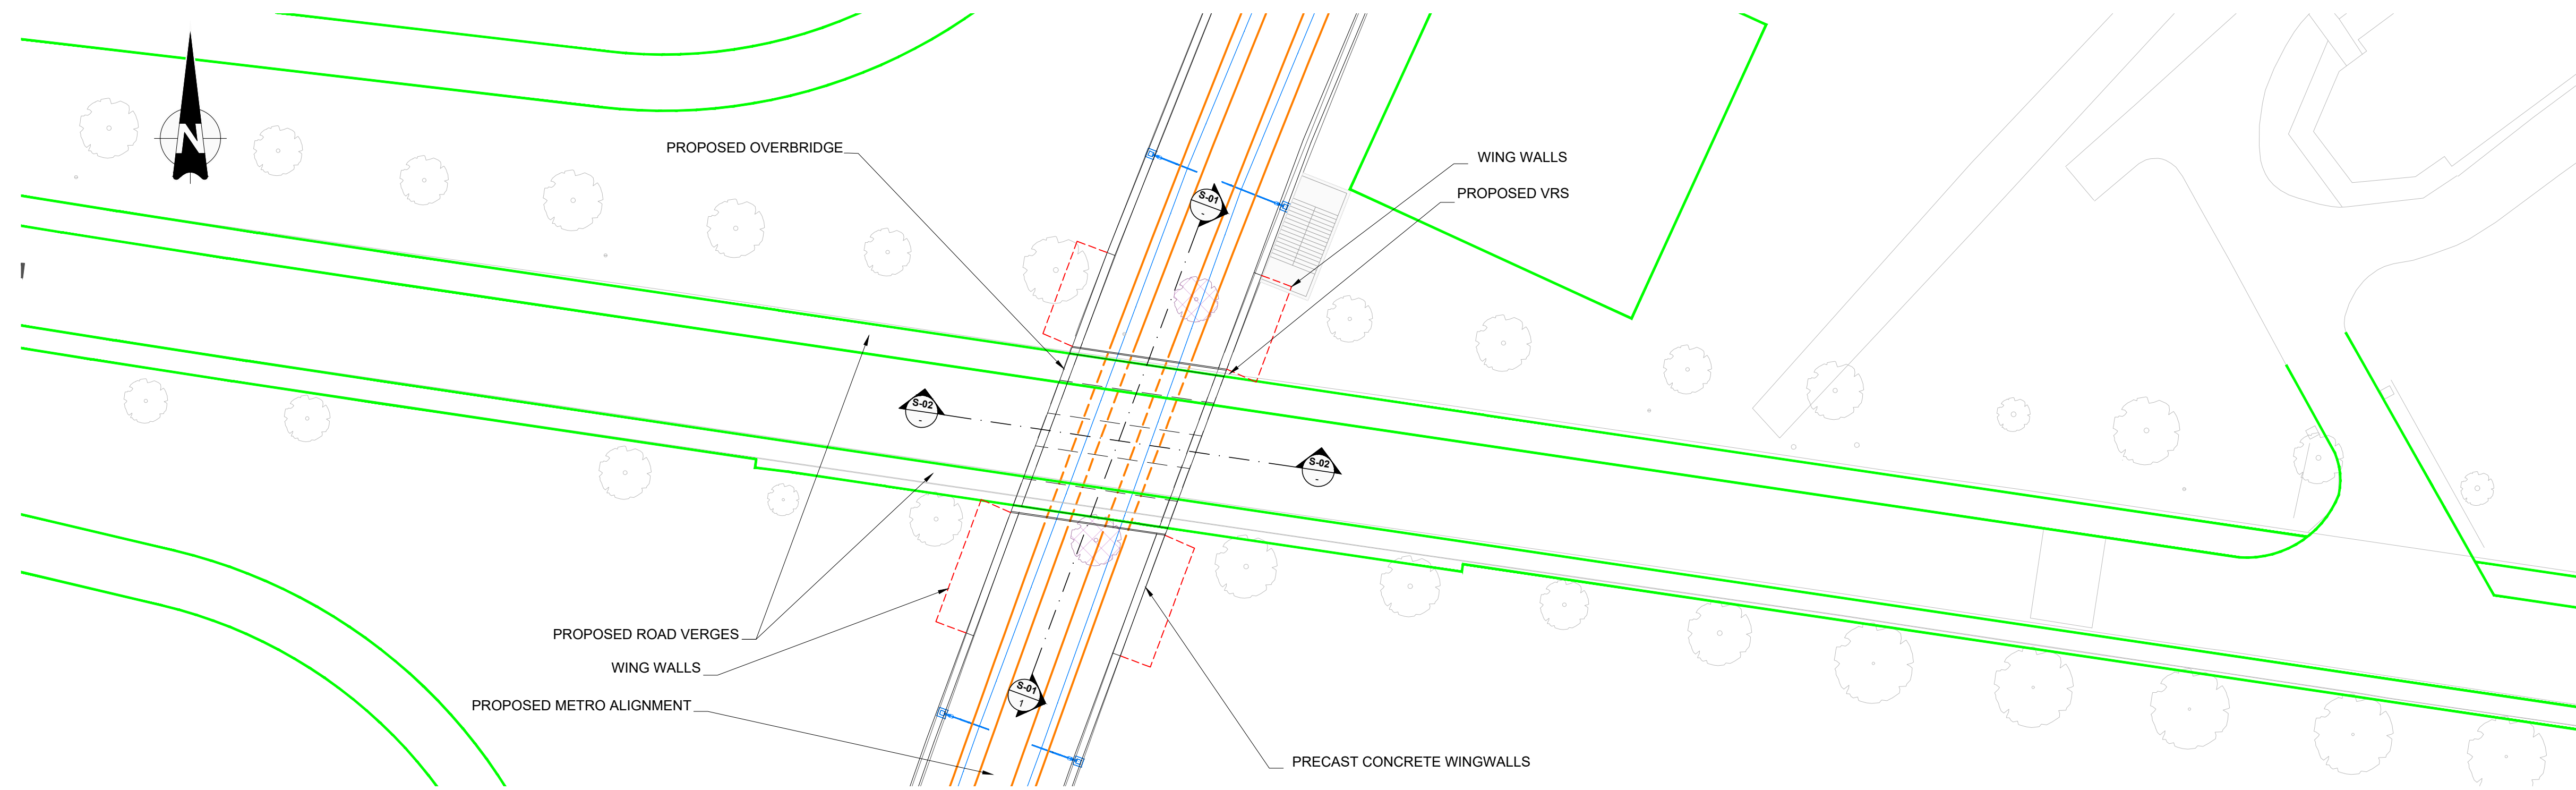 N
PROPOSED OVERBRIDGE
WING WALLS
PROPOSED VRS
S-01
-
S-02
-
S-02
-
PROPOSED ROAD VERGES
WING WALLS
S-01
1
PROPOSED METRO ALIGNMENT
PRECAST CONCRETE WINGWALLS